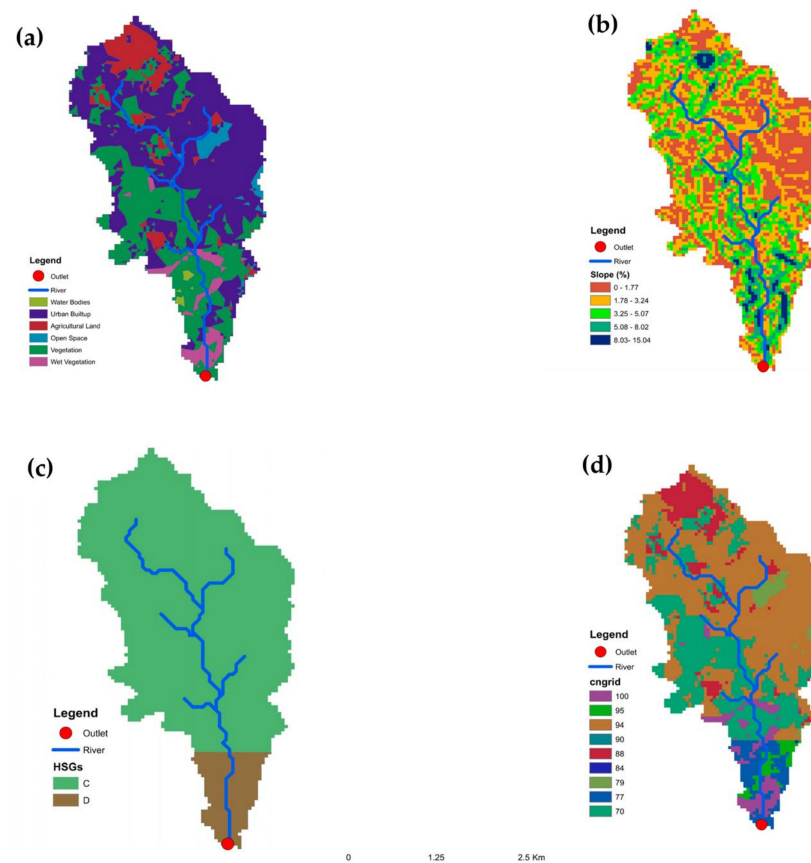 (a)
Legend
Outlet
River
Water Bodies
Urban Builtup
Agricultural Land
Open Space
Vegetation
Wet Vegetation
(b)
Legend
Outlet
River
Slope (%)
0 - 1.77
1.78 - 3.24
3.25 - 5.07
5.08 - 8.02
8.03- 15.04
(c)
Legend
Outlet
River
HSGs
C
D
(d)
Legend
Outlet
River
cngrid
100
95
94
90
88
84
79
77
70
0 1.25 2.5 Km